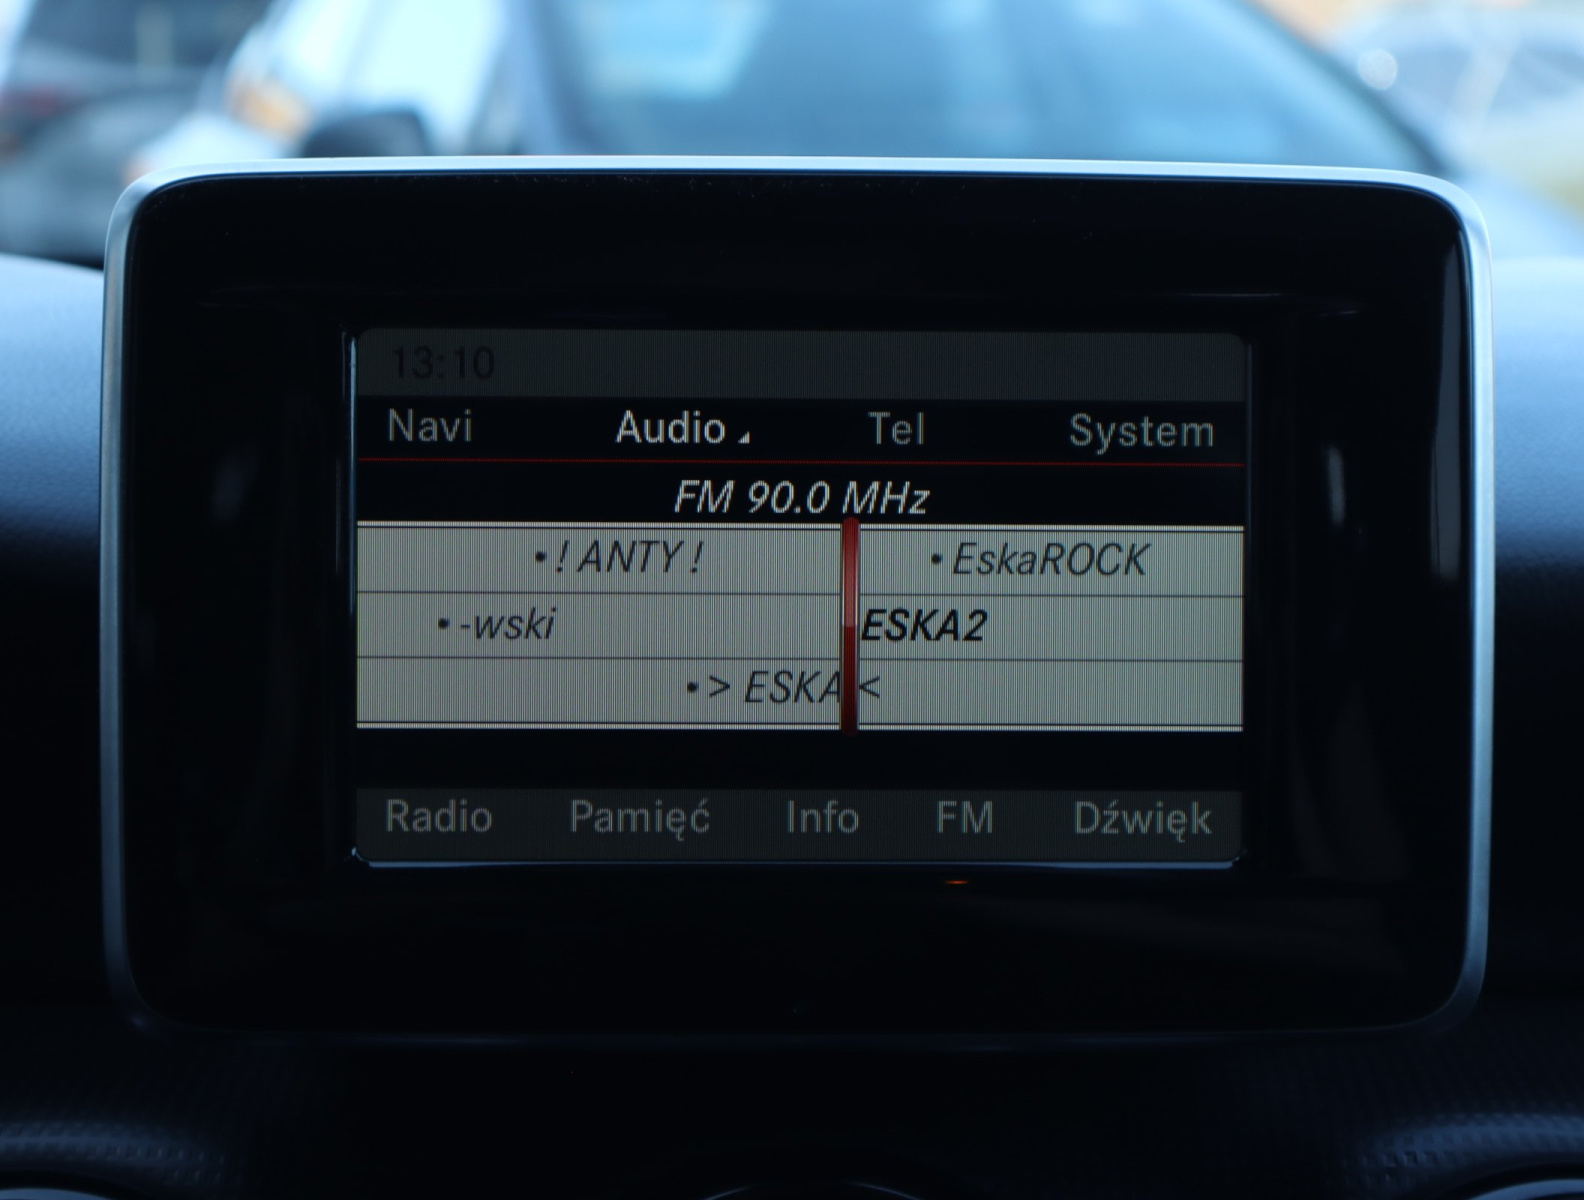 13:10
Navi Audio Tel System
FM 90.0 MHz
•! ANTY ! •EskaROCK
•-wski ESKA2
•> ESKA <
Radio Pamięć Info FM Dźwięk